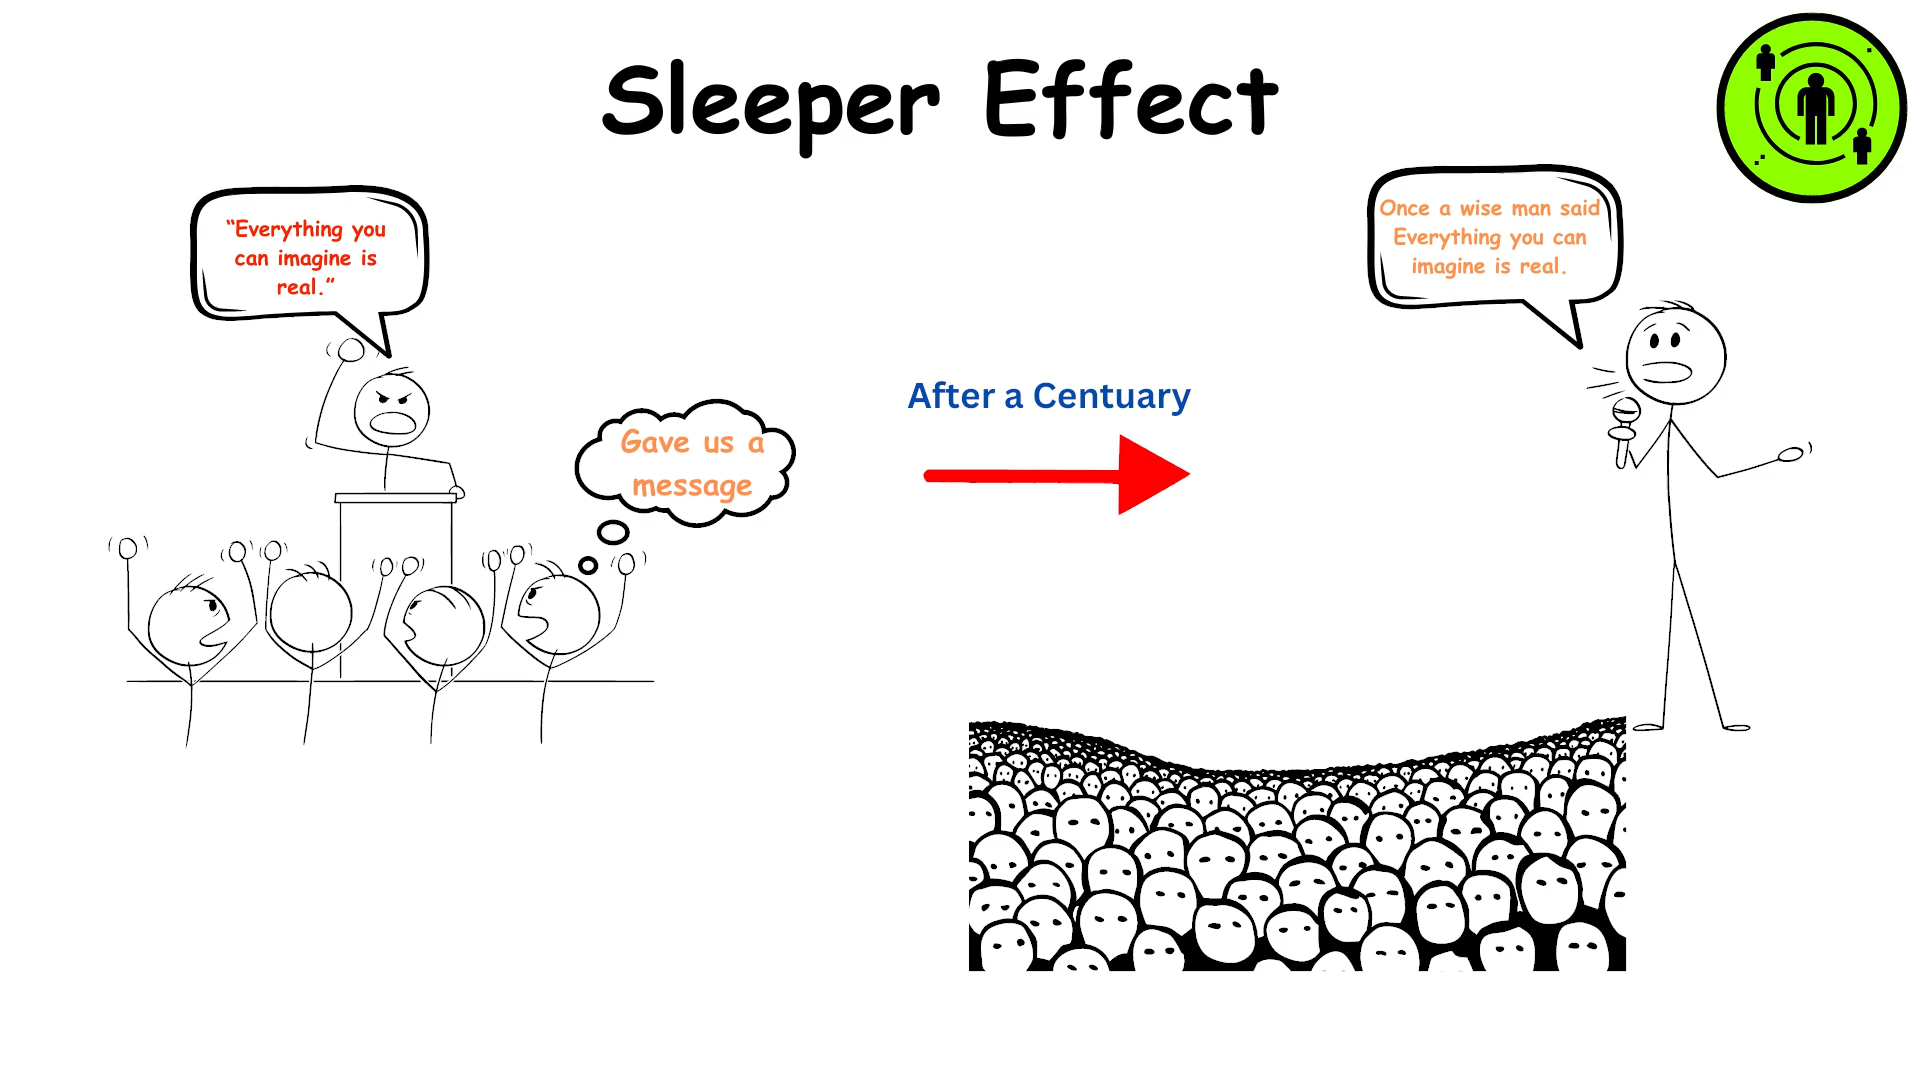 Sleeper Effect
“Everything you
can imagine is
real.”
Gave us a
message
After a Centuary
Once a wise man said
Everything you can
imagine is real.